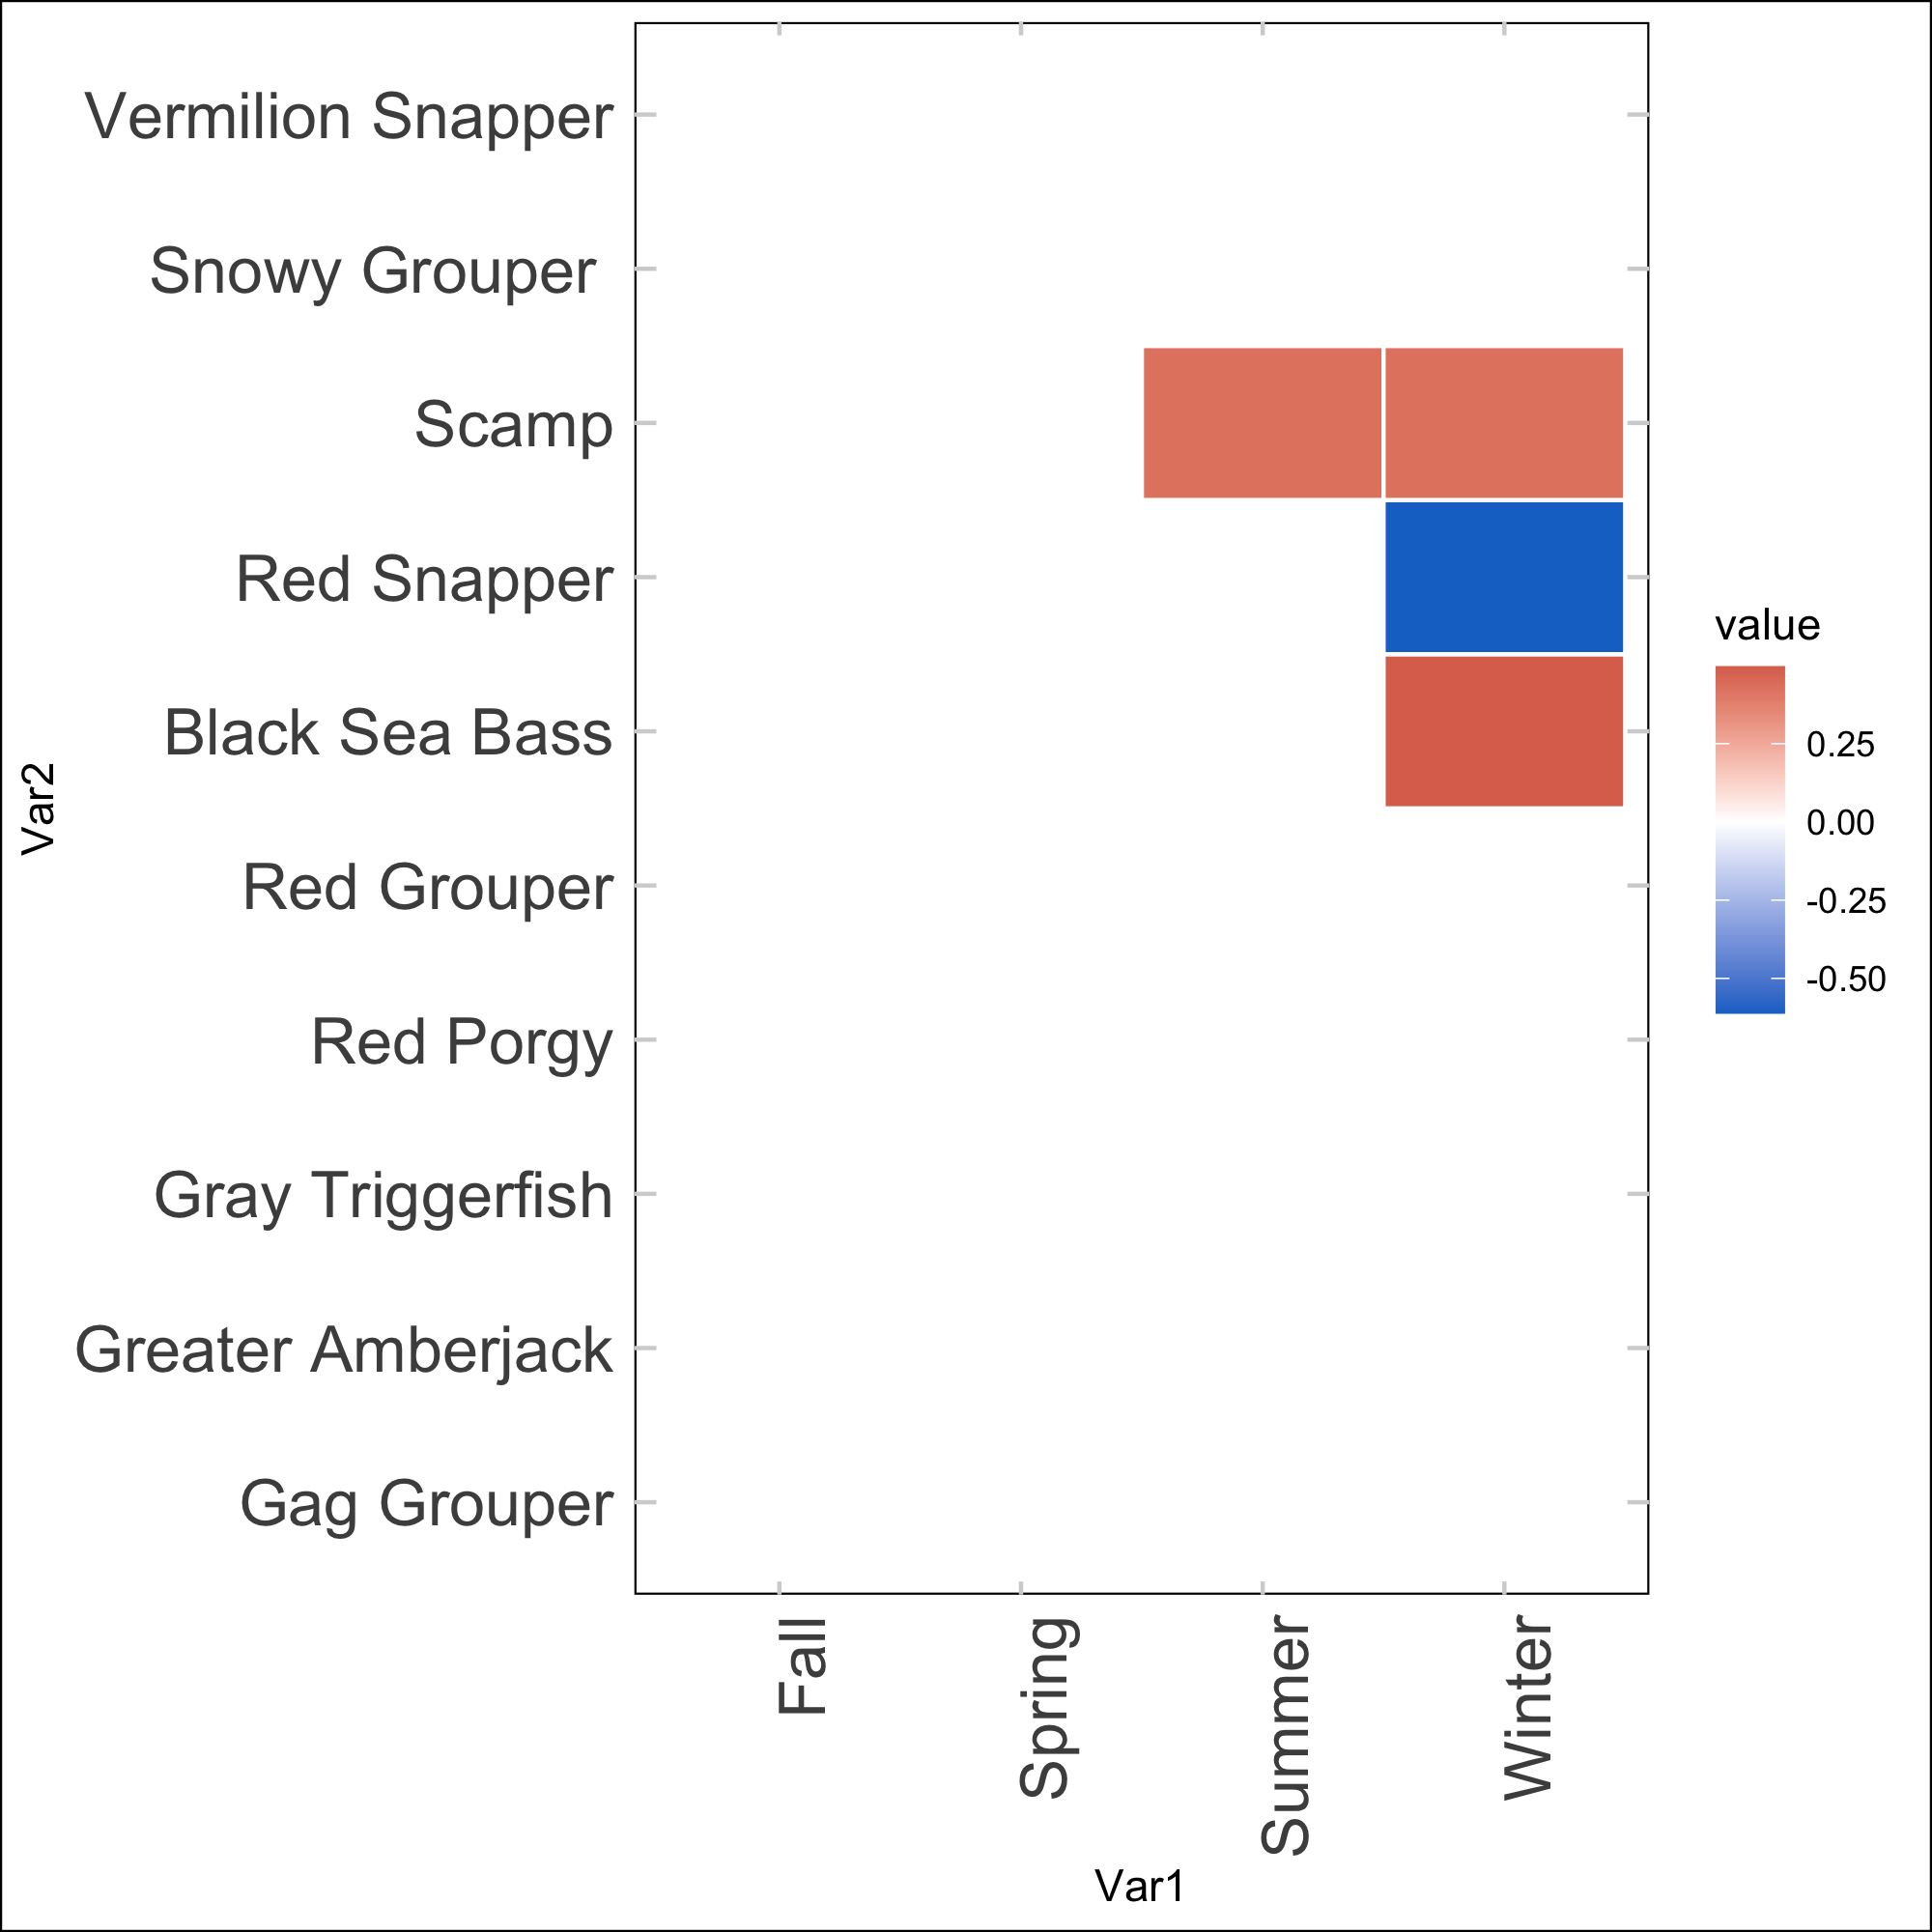 Vermilion Snapper
Snowy Grouper
Scamp
Red Snapper
Black Sea Bass
Red Grouper
Red Porgy
Gray Triggerfish
Greater Amberjack
Gag Grouper
Var2
Fall
Spring
Summer
Winter
Var1
value
0.25
0.00
-0.25
-0.50